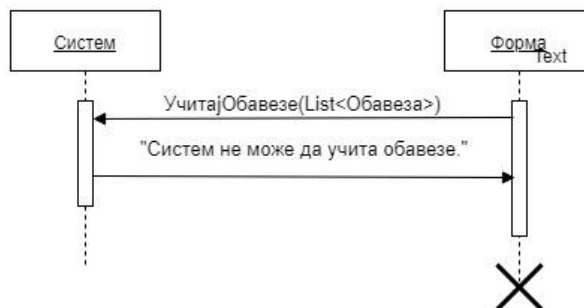 Систем
Форма
Text
УчитајОбавезе(List<Обавеза>)
"Систем не може да учита обавезе."